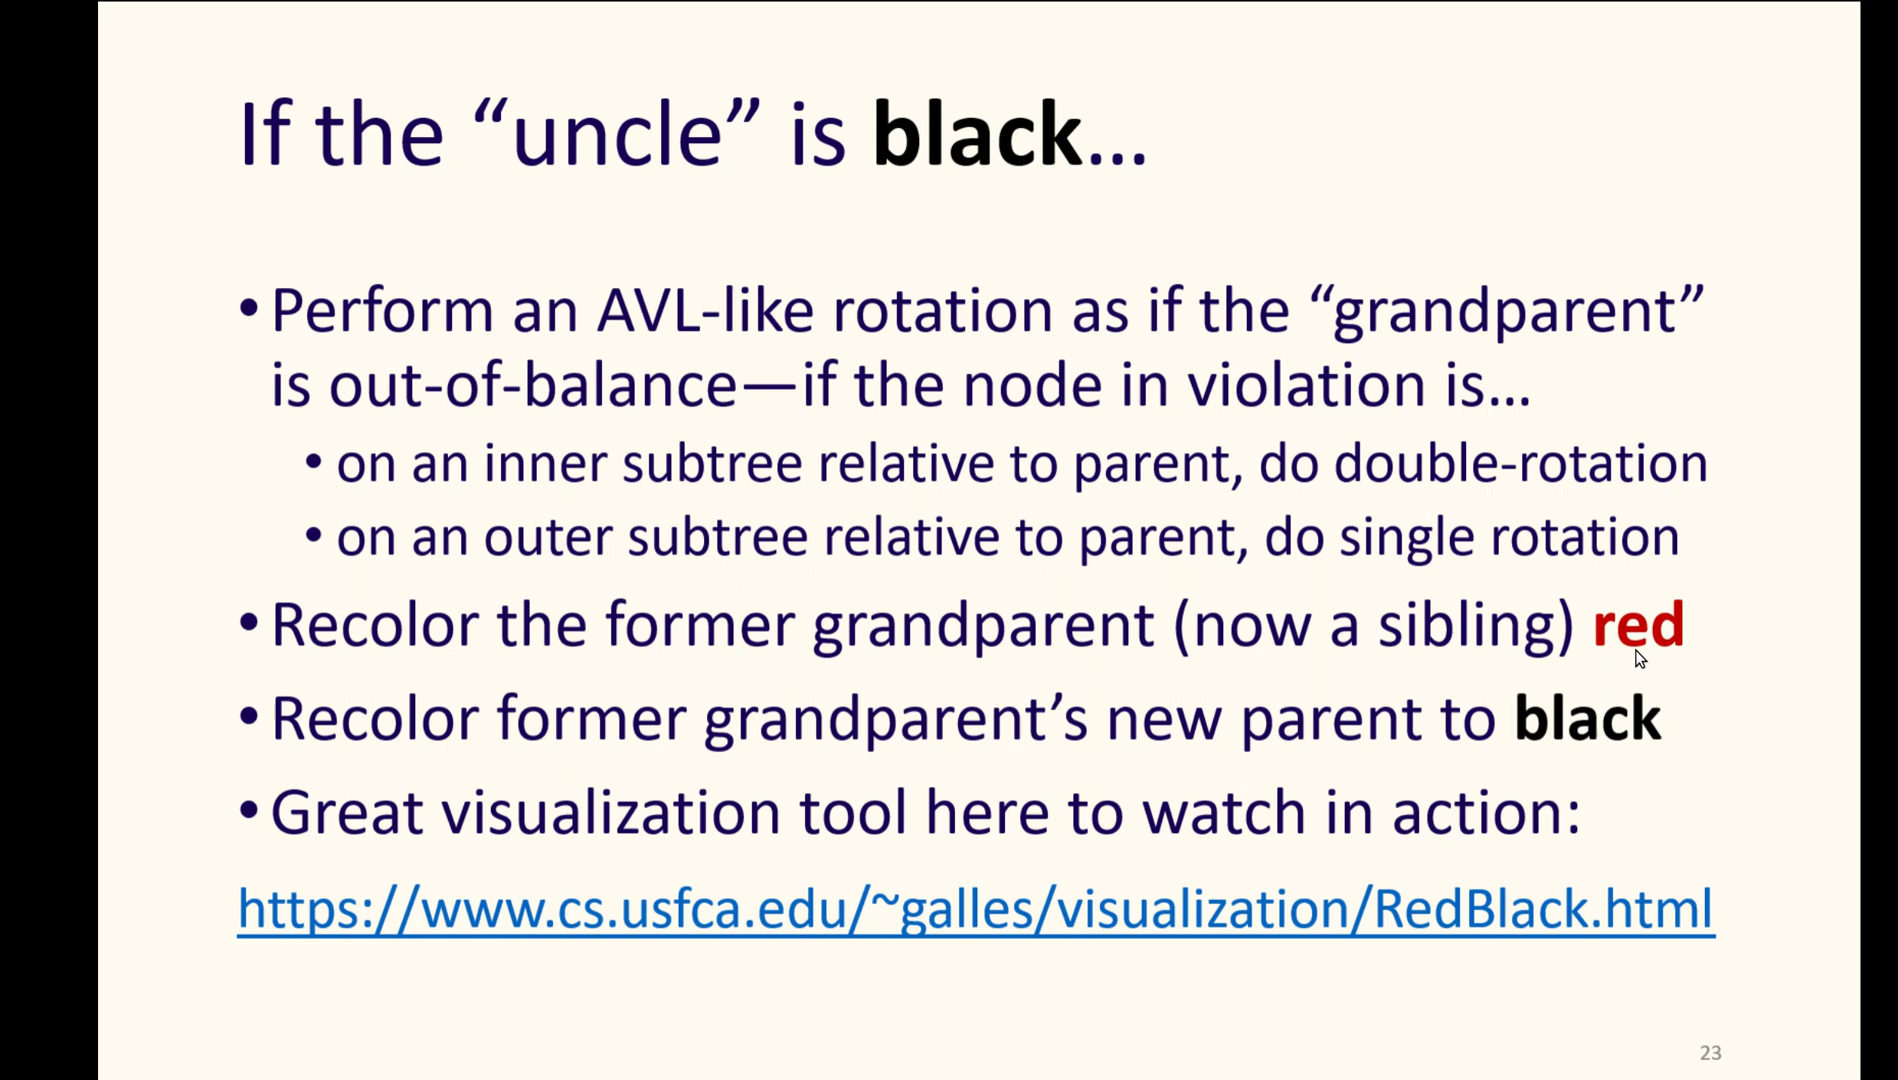 If the “uncle” is black…
• Perform an AVL-like rotation as if the “grandparent”
is out-of-balance—if the node in violation is…
• on an inner subtree relative to parent, do double-rotation
• on an outer subtree relative to parent, do single rotation
• Recolor the former grandparent (now a sibling) red
• Recolor former grandparent’s new parent to black
• Great visualization tool here to watch in action:
https://www.cs.usfca.edu/~galles/visualization/RedBlack.html
23